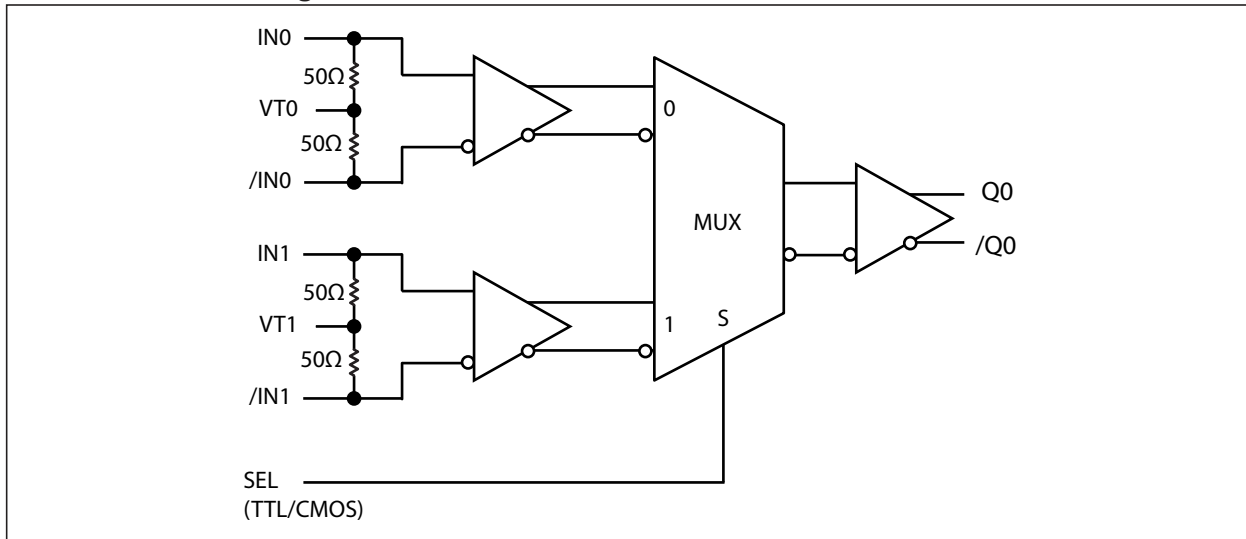 IN0
50Ω
VT0
50Ω
/IN0
0
IN1
50Ω
VT1
50Ω
/IN1
1
S
MUX
Q0
/Q0
SEL
(TTL/CMOS)